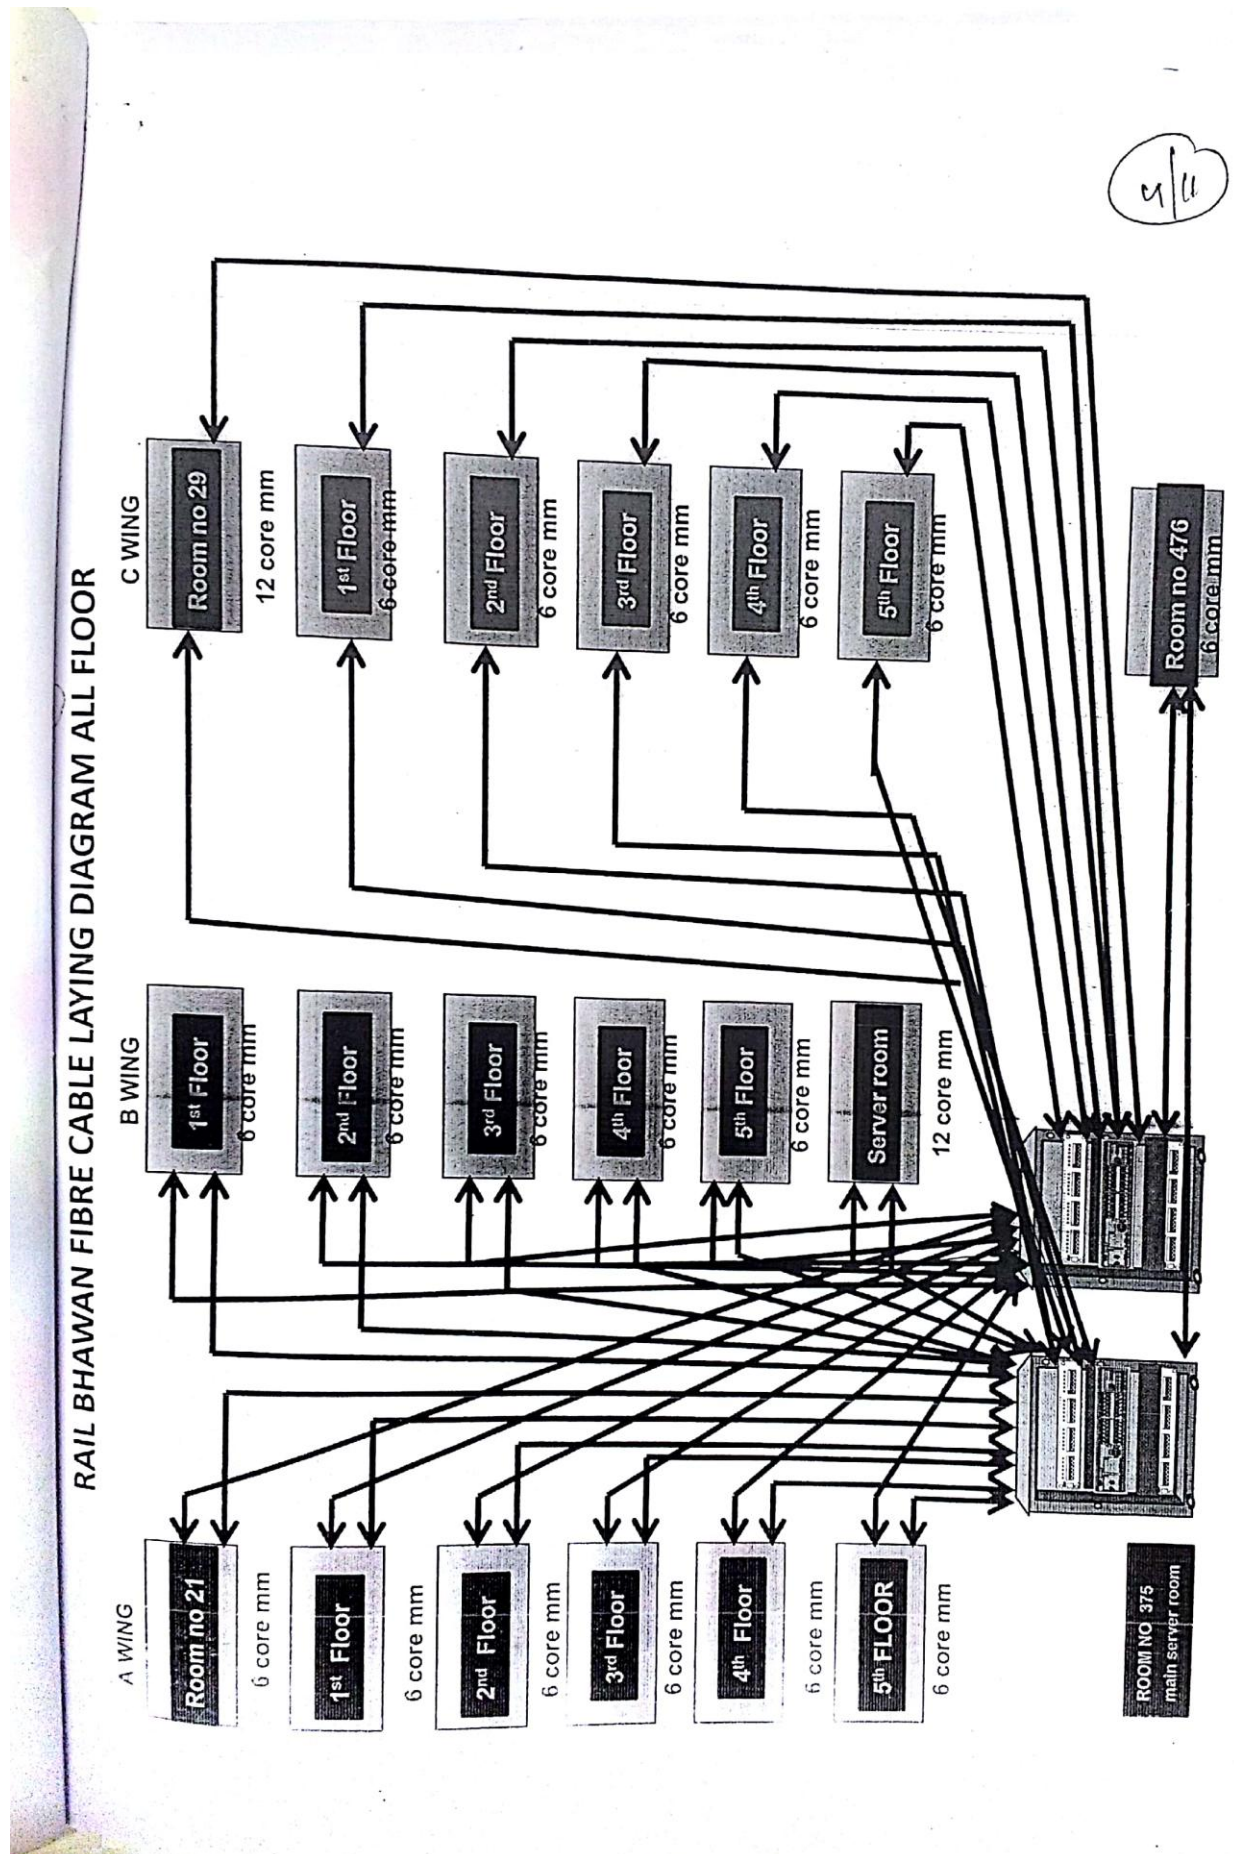 RAIL BHAWAN FIBRE CABLE LAYING DIAGRAM ALL FLOOR
A WING
Room no 21
6 core mm
1st Floor
6 core mm
2nd Floor
6 core mm
3rd Floor
6 core mm
4th Floor
6 core mm
5th FLOOR
6 core mm
ROOM NO 375
main server room
B WING
1st Floor
6 core mm
2nd Floor
6 core mm
3rd Floor
6 core mm
4th Floor
6 core mm
5th Floor
6 core mm
Server room
12 core mm
C WING
Room no 29
12 core mm
1st Floor
6 core mm
2nd Floor
6 core mm
3rd Floor
6 core mm
4th Floor
6 core mm
5th Floor
6 core mm
Room no 476
6 core mm